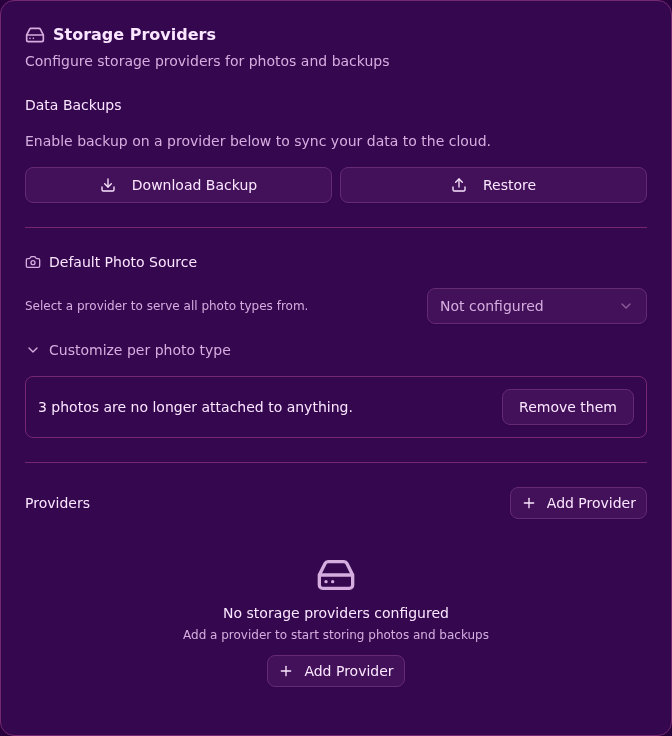 Storage Providers
Configure storage providers for photos and backups
Data Backups
Enable backup on a provider below to sync your data to the cloud.
Download Backup
Restore
Default Photo Source
Select a provider to serve all photo types from.
Not configured
Customize per photo type
3 photos are no longer attached to anything.
Remove them
Providers
Add Provider
No storage providers configured
Add a provider to start storing photos and backups
Add Provider